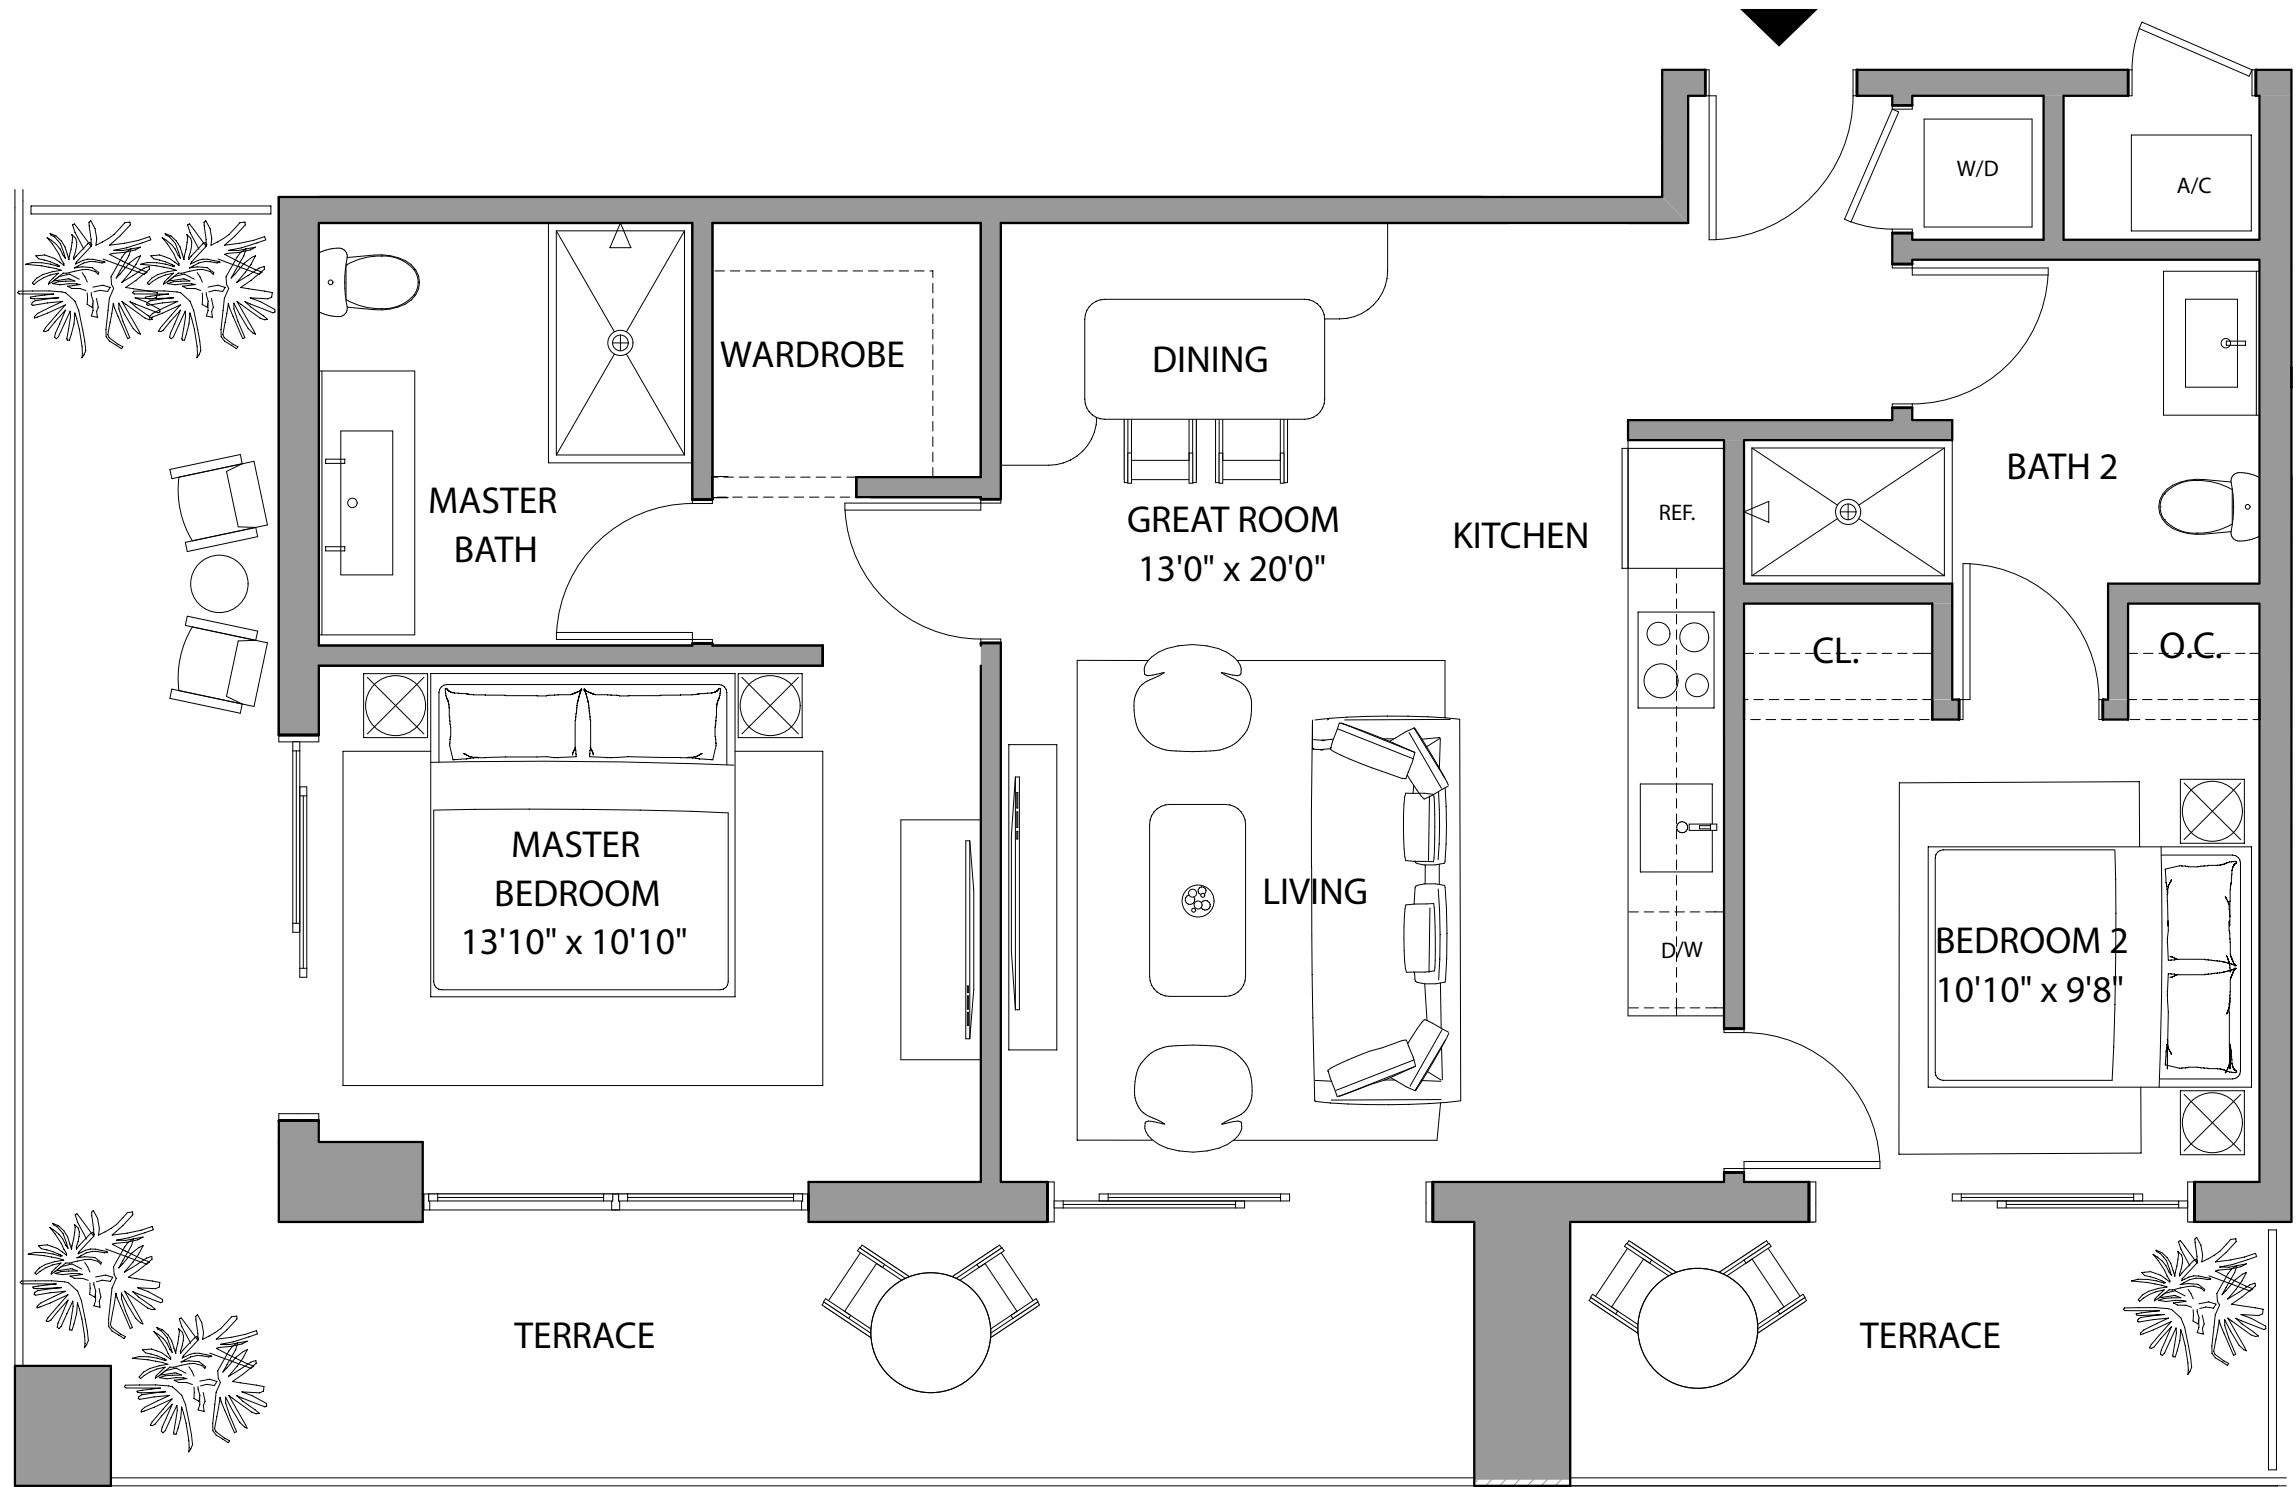 W/D
A/C
WARDROBE
DINING
MASTER
BATH
GREAT ROOM
13'0" x 20'0"
KITCHEN
REF.
BATH 2
CL.
O.C.
MASTER
BEDROOM
13'10" x 10'10"
LIVING
D/W
BEDROOM 2
10'10" x 9'8"
TERRACE
TERRACE